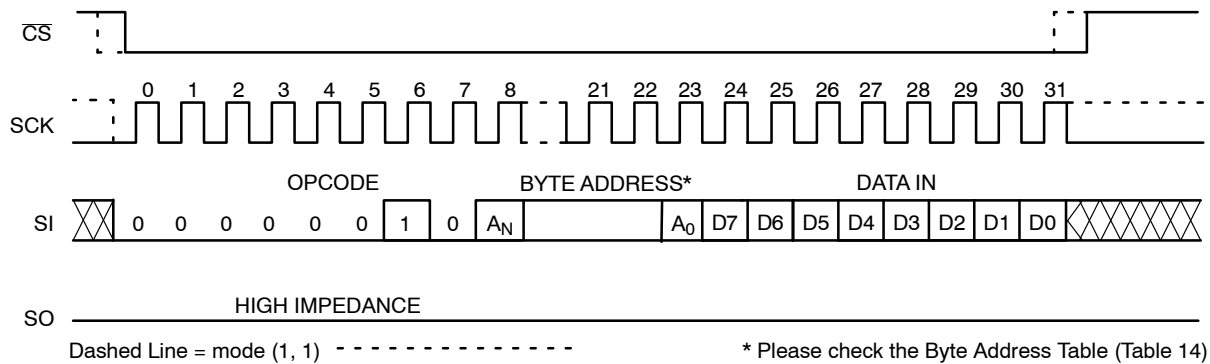 CS
0 1 2 3 4 5 6 7 8 21 22 23 24 25 26 27 28 29 30 31
SCK
OPCODE BYTE ADDRESS* DATA IN
SI 0 0 0 0 0 0 1 0 AN A0 D7 D6 D5 D4 D3 D2 D1 D0
HIGH IMPEDANCE
SO
Dashed Line = mode (1, 1) * Please check the Byte Address Table (Table 14)